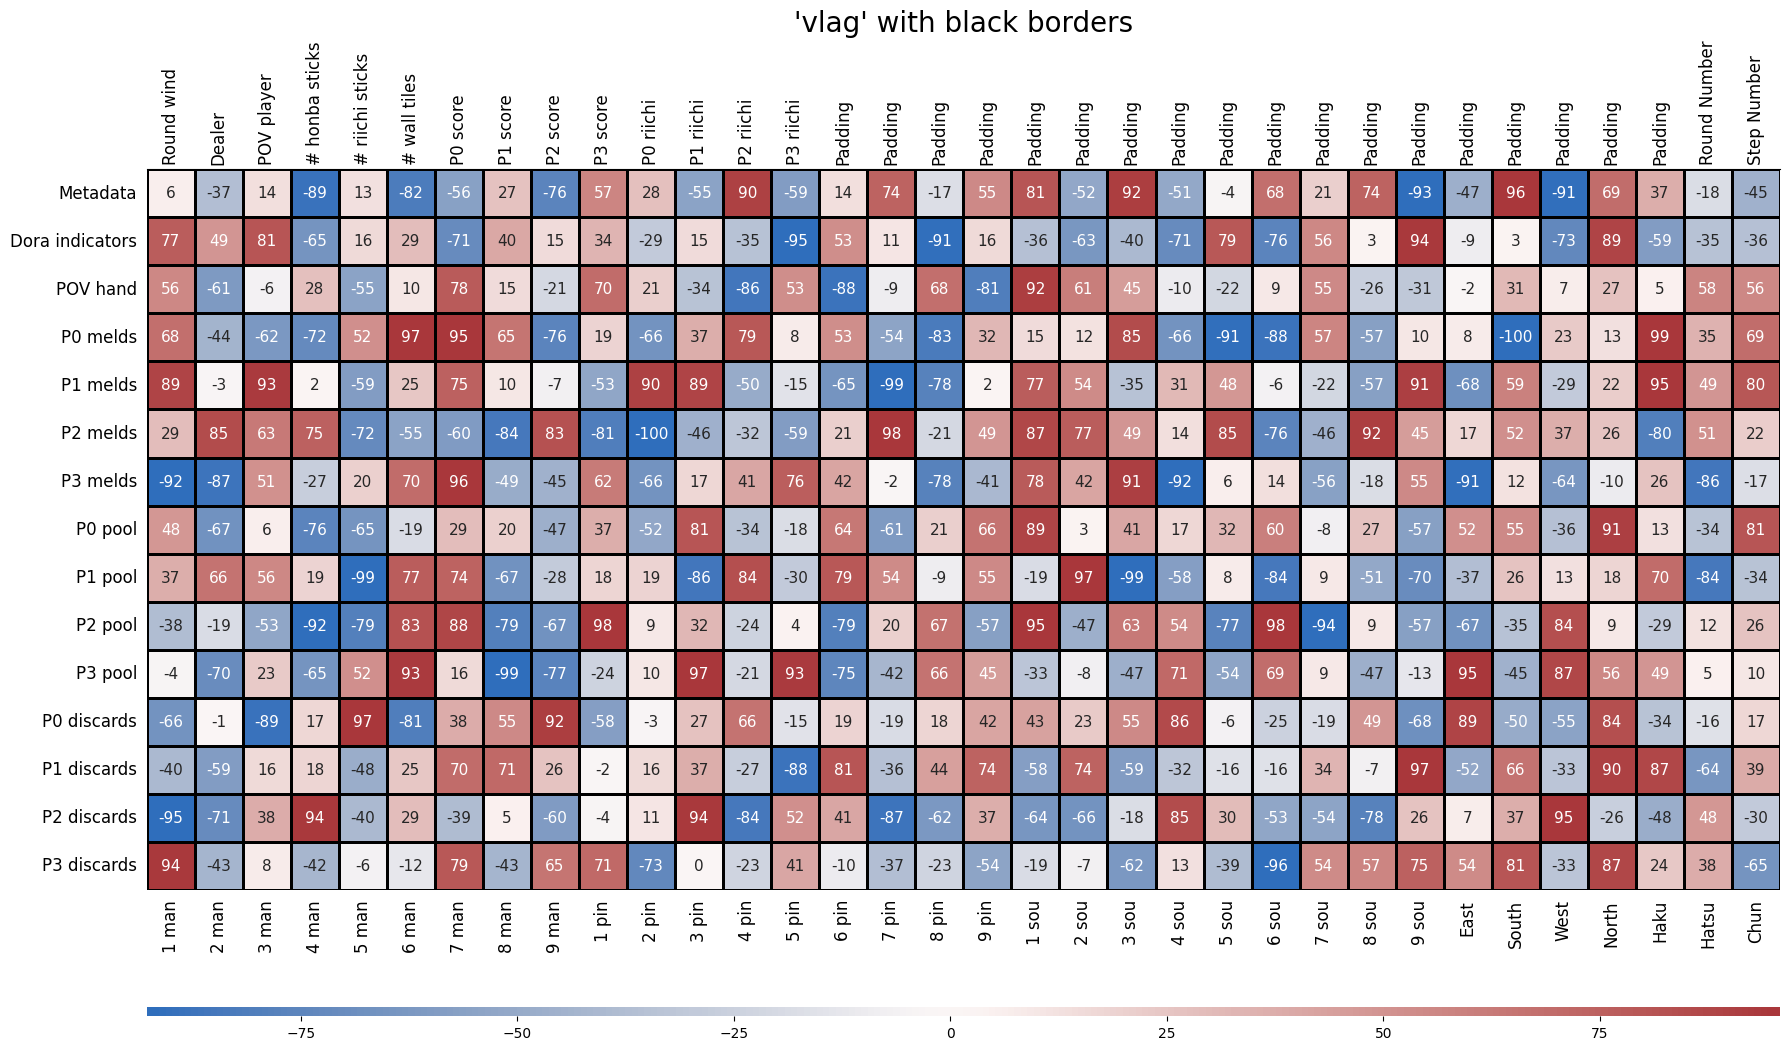 'vlag' with black borders
Round wind Dealer POV player # honba sticks # riichi sticks # wall tiles P0 score P1 score P2 score P3 score P0 riichi P1 riichi P2 riichi P3 riichi Padding Padding Padding Padding Padding Padding Padding Padding Padding Padding Padding Padding Padding Padding Padding Padding Padding Padding Round Number Step Number
Metadata 6 -37 14 -89 13 -82 -56 27 -76 57 28 -55 90 -59 14 74 -17 55 81 -52 92 -51 -4 68 21 74 -93 -47 96 -91 69 37 -18 -45
Dora indicators 77 49 81 -65 16 29 -71 40 15 34 -29 15 -35 -95 53 11 -91 16 -36 -63 -40 -71 79 -76 56 3 94 -9 3 -73 89 -59 -35 -36
POV hand 56 -61 -6 28 -55 10 78 15 -21 70 21 -34 -86 53 -88 -9 68 -81 92 61 45 -10 -22 9 55 -26 -31 -2 31 7 27 5 58 56
P0 melds 68 -44 -62 -72 52 97 95 65 -76 19 -66 37 79 8 53 -54 -83 32 15 12 85 -66 -91 -88 57 -57 10 8 -100 23 13 99 35 69
P1 melds 89 -3 93 2 -59 25 75 10 -7 -53 90 89 -50 -15 -65 -99 -78 2 77 54 -35 31 48 -6 -22 -57 91 -68 59 -29 22 95 49 80
P2 melds 29 85 63 75 -72 -55 -60 -84 83 -81 -100 -46 -32 -59 21 98 -21 49 87 77 49 14 85 -76 -46 92 45 17 52 37 26 -80 51 22
P3 melds -92 -87 51 -27 20 70 96 -49 -45 62 -66 17 41 76 42 -2 -78 -41 78 42 91 -92 6 14 -56 -18 55 -91 12 -64 -10 26 -86 -17
P0 pool 48 -67 6 -76 -65 -19 29 20 -47 37 -52 81 -34 -18 64 -61 21 66 89 3 41 17 32 60 -8 27 -57 52 55 -36 91 13 -34 81
P1 pool 37 66 56 19 -99 77 74 -67 -28 18 19 -86 84 -30 79 54 -9 55 -19 97 -99 -58 8 -84 9 -51 -70 -37 26 13 18 70 -84 -34
P2 pool -38 -19 -53 -92 -79 83 88 -79 -67 98 9 32 -24 4 -79 20 67 -57 95 -47 63 54 -77 98 -94 9 -57 -67 -35 84 9 -29 12 26
P3 pool -4 -70 23 -65 52 93 16 -99 -77 -24 10 97 -21 93 -75 -42 66 45 -33 -8 -47 71 -54 69 9 -47 -13 95 -45 87 56 49 5 10
P0 discards -66 -1 -89 17 97 -81 38 55 92 -58 -3 27 66 -15 19 -19 18 42 43 23 55 86 -6 -25 -19 49 -68 89 -50 -55 84 -34 -16 17
P1 discards -40 -59 16 18 -48 25 70 71 26 -2 16 37 -27 -88 81 -36 44 74 -58 74 -59 -32 -16 -16 34 -7 97 -52 66 -33 90 87 -64 39
P2 discards -95 -71 38 94 -40 29 -39 5 -60 -4 11 94 -84 52 41 -87 -62 37 -64 -66 -18 85 30 -53 -54 -78 26 7 37 95 -26 -48 48 -30
P3 discards 94 -43 8 -42 -6 -12 79 -43 65 71 -73 0 -23 41 -10 -37 -23 -54 -19 -7 -62 13 -39 -96 54 57 75 54 81 -33 87 24 38 -65
1 man 2 man 3 man 4 man 5 man 6 man 7 man 8 man 9 man 1 pin 2 pin 3 pin 4 pin 5 pin 6 pin 7 pin 8 pin 9 pin 1 sou 2 sou 3 sou 4 sou 5 sou 6 sou 7 sou 8 sou 9 sou East South West North Haku Hatsu Chun
−75 −50 −25 0 25 50 75